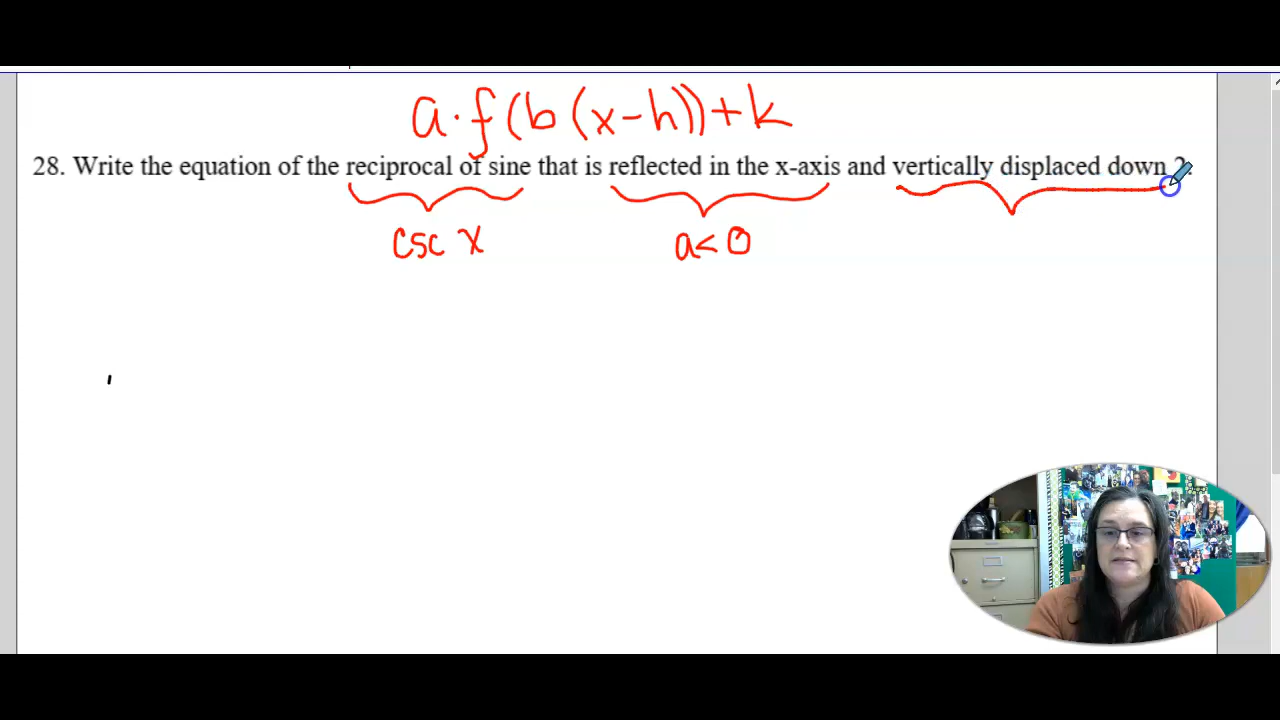 a·f(b(x-h))+k
28. Write the equation of the reciprocal of sine that is reflected in the x-axis and vertically displaced down 2.
csc x a<0